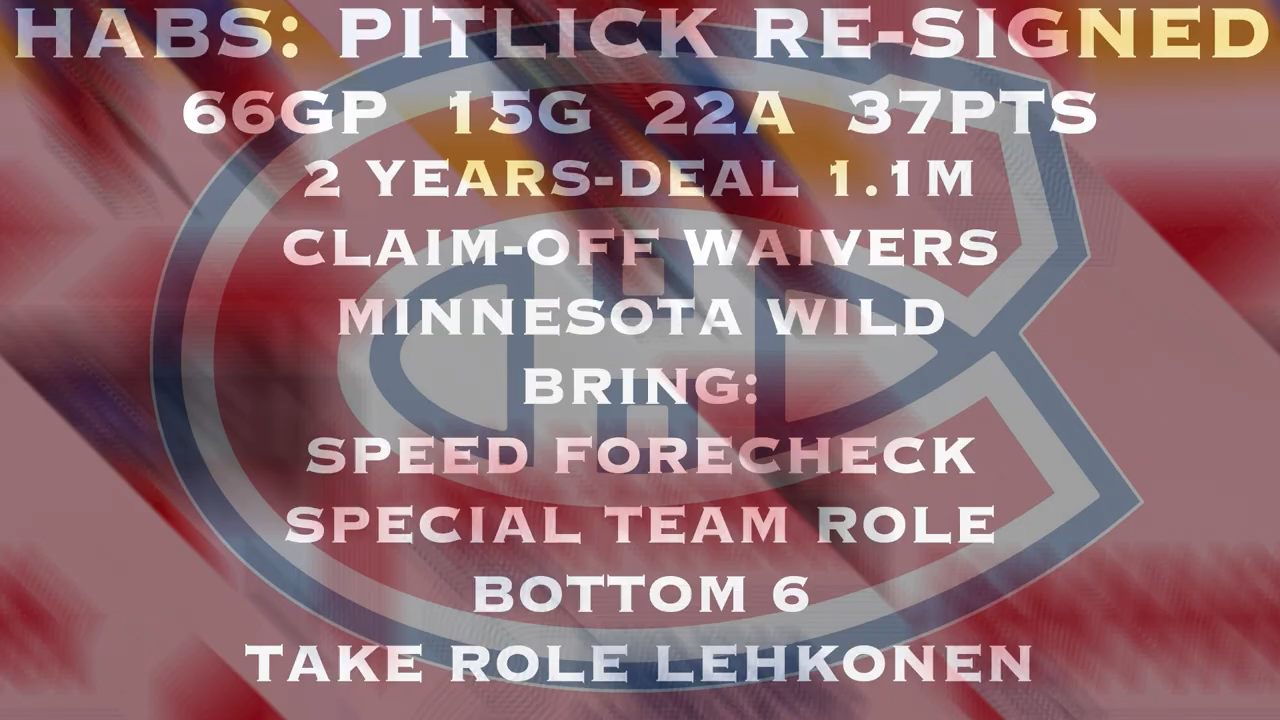 HABS: PITLICK RE-SIGNED
66GP 15G 22A 37PTS
2 YEARS-DEAL 1.1M
CLAIM-OFF WAIVERS
MINNESOTA WILD
BRING:
SPEED FORECHECK
SPECIAL TEAM ROLE
BOTTOM 6
TAKE ROLE LEHKONEN